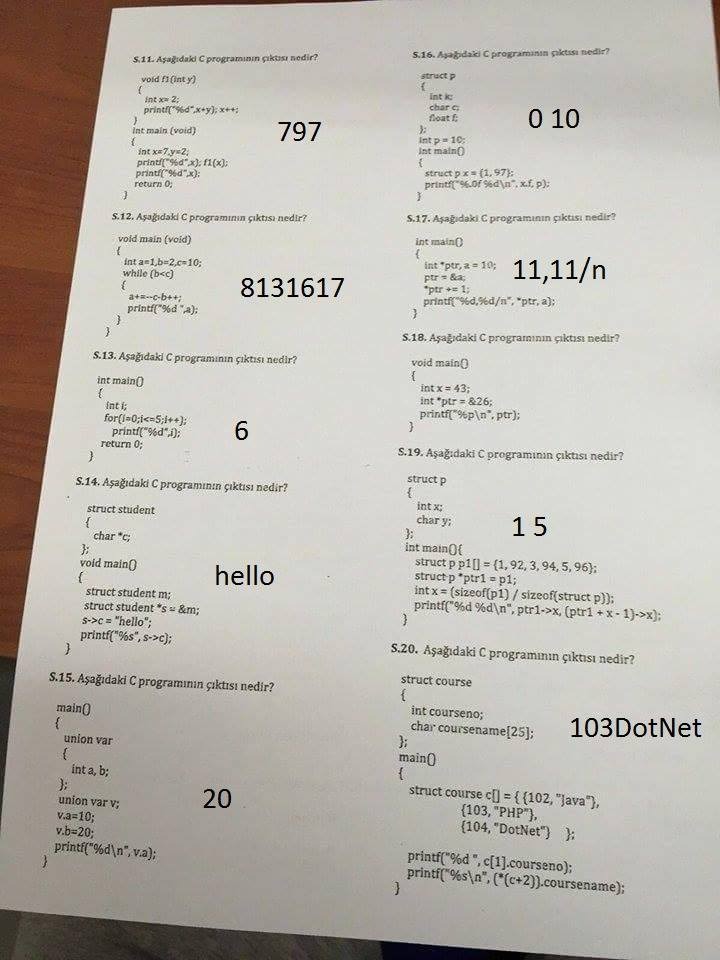 S.11. Aşağıdaki C programının çıktısı nedir?
void f1(int y)
{
int x= 2;
printf("%d",x+y); x++;
}
int main (void)
{
int x=7,y=2;
printf("%d",x); f1(x);
printf("%d",x);
return 0;
}
797
S.12. Aşağıdaki C programının çıktısı nedir?
void main (void)
{
int a=1,b=2,c=10;
while (b<c)
{
a+=--c-b++;
printf("%d ",a);
}
}
8131617
S.13. Aşağıdaki C programının çıktısı nedir?
int main()
{
int i;
for(i=0;i<=5;i++);
printf("%d",i);
return 0;
}
6
S.14. Aşağıdaki C programının çıktısı nedir?
struct student
{
char *c;
};
void main()
{
struct student m;
struct student *s = &m;
s->c = "hello";
printf("%s", s->c);
}
hello
S.15. Aşağıdaki C programının çıktısı nedir?
main()
{
union var
{
int a, b;
};
union var v;
v.a=10;
v.b=20;
printf("%d\n", v.a);
}
20
S.16. Aşağıdaki C programının çıktısı nedir?
struct p
{
int k;
char c;
float f;
};
int p = 10;
int main()
{
struct p x = {1, 97};
printf("%.0f %d\n", x.f, p);
}
0 10
S.17. Aşağıdaki C programının çıktısı nedir?
int main()
{
int *ptr, a = 10;
ptr = &a;
*ptr += 1;
printf("%d,%d/n", *ptr, a);
}
11,11/n
S.18. Aşağıdaki C programının çıktısı nedir?
void main()
{
int x = 43;
int *ptr = &26;
printf("%p\n", ptr);
}
S.19. Aşağıdaki C programının çıktısı nedir?
struct p
{
int x;
char y;
};
int main(){
struct p p1[] = {1, 92, 3, 94, 5, 96};
struct p *ptr1 = p1;
int x = (sizeof(p1) / sizeof(struct p));
printf("%d %d\n", ptr1->x, (ptr1 + x - 1)->x);
}
1 5
S.20. Aşağıdaki C programının çıktısı nedir?
struct course
{
int courseno;
char coursename[25];
};
main()
{
struct course c[] = { {102, "Java"},
{103, "PHP"},
{104, "DotNet"} };
printf("%d ", c[1].courseno);
printf("%s\n", (*(c+2)).coursename);
}
103DotNet